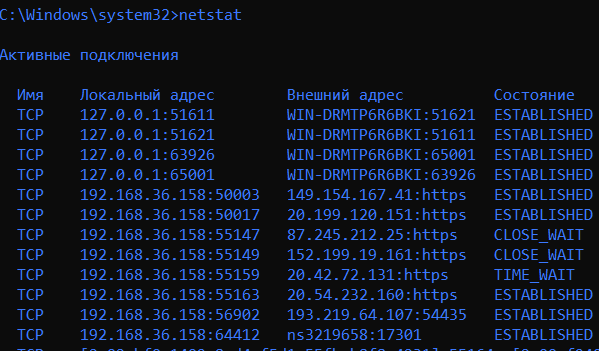 C:\Windows\system32>netstat
Активные подключения
Имя Локальный адрес Внешний адрес Состояние
TCP 127.0.0.1:51611 WIN-DRMTP6R6BKI:51621 ESTABLISHED
TCP 127.0.0.1:51621 WIN-DRMTP6R6BKI:51611 ESTABLISHED
TCP 127.0.0.1:63926 WIN-DRMTP6R6BKI:65001 ESTABLISHED
TCP 127.0.0.1:65001 WIN-DRMTP6R6BKI:63926 ESTABLISHED
TCP 192.168.36.158:50003 149.154.167.41:https ESTABLISHED
TCP 192.168.36.158:50017 20.199.120.151:https ESTABLISHED
TCP 192.168.36.158:55147 87.245.212.25:https CLOSE_WAIT
TCP 192.168.36.158:55149 152.199.19.161:https CLOSE_WAIT
TCP 192.168.36.158:55159 20.42.72.131:https TIME_WAIT
TCP 192.168.36.158:55163 20.54.232.160:https ESTABLISHED
TCP 192.168.36.158:56902 193.219.64.107:54435 ESTABLISHED
TCP 192.168.36.158:64412 ns3219658:17301 ESTABLISHED
TCP